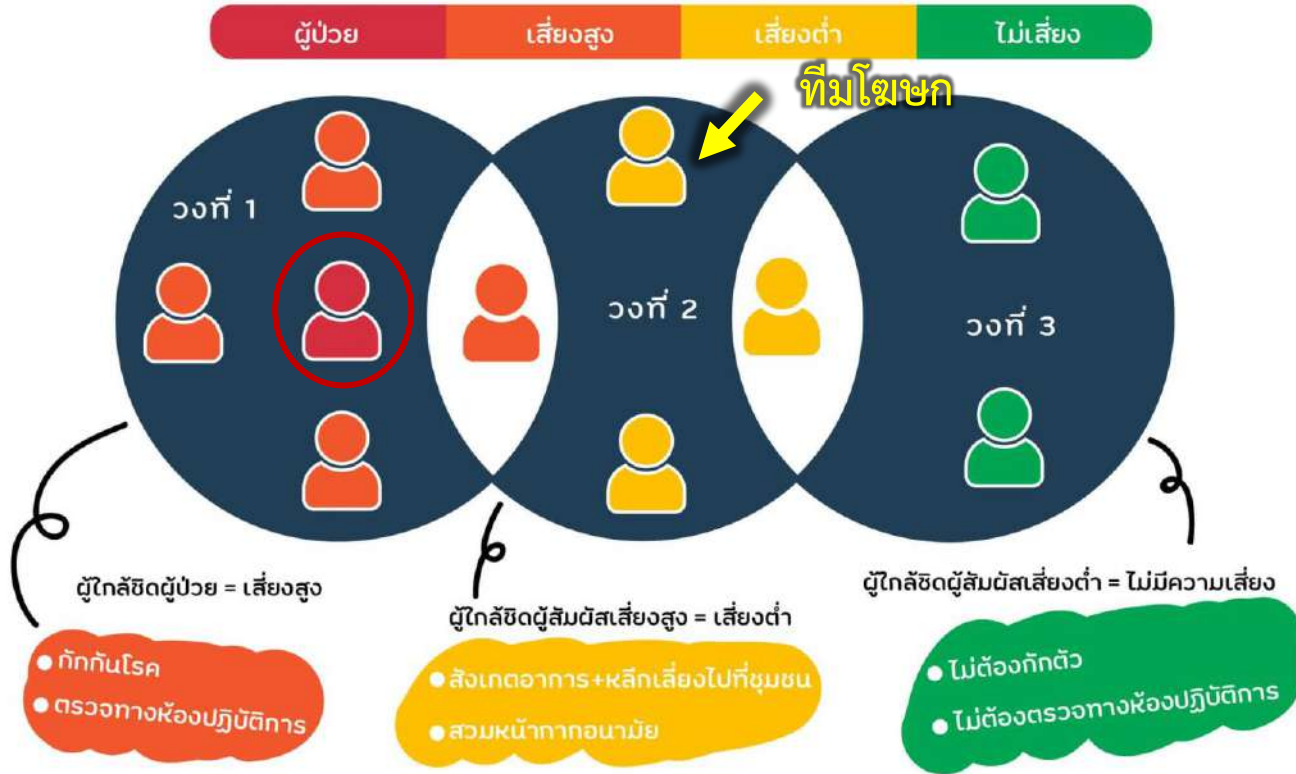 ผู้ป่วย เสี่ยงสูง เสี่ยงต่ำ ไม่เสี่ยง
ทีมโฆษก
วงที่ 1
วงที่ 2
วงที่ 3
ผู้ใกล้ชิดผู้ป่วย = เสี่ยงสูง
กักกันโรค
ตรวจทางห้องปฏิบัติการ
ผู้ใกล้ชิดผู้สัมผัสเสี่ยงสูง = เสี่ยงต่ำ
สังเกตอาการ+หลีกเลี่ยงไปที่ชุมชน
สวมหน้ากากอนามัย
ผู้ใกล้ชิดผู้สัมผัสเสี่ยงต่ำ = ไม่มีความเสี่ยง
ไม่ต้องกักตัว
ไม่ต้องตรวจทางห้องปฏิบัติการ